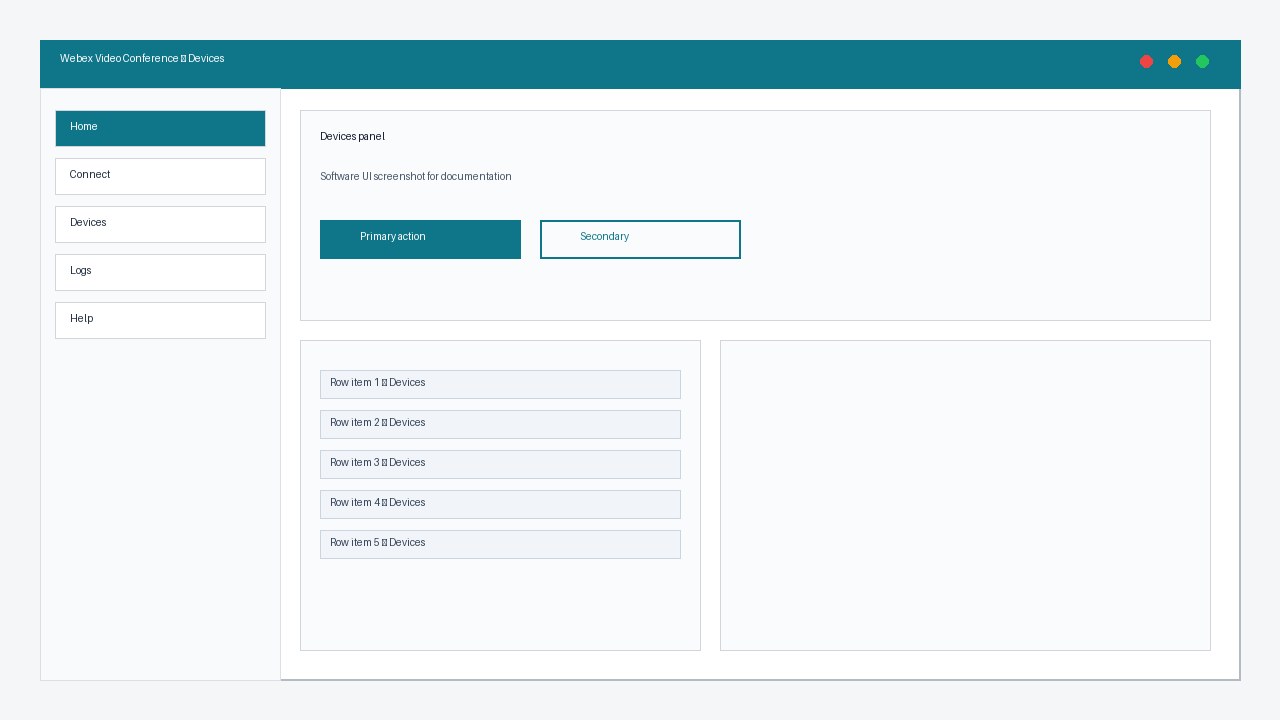 Webex Video Conference ☒ Devices
Home
Connect
Devices
Logs
Help
Devices panel
Software UI screenshot for documentation
Primary action
Secondary
Row item 1 ☒ Devices
Row item 2 ☒ Devices
Row item 3 ☒ Devices
Row item 4 ☒ Devices
Row item 5 ☒ Devices